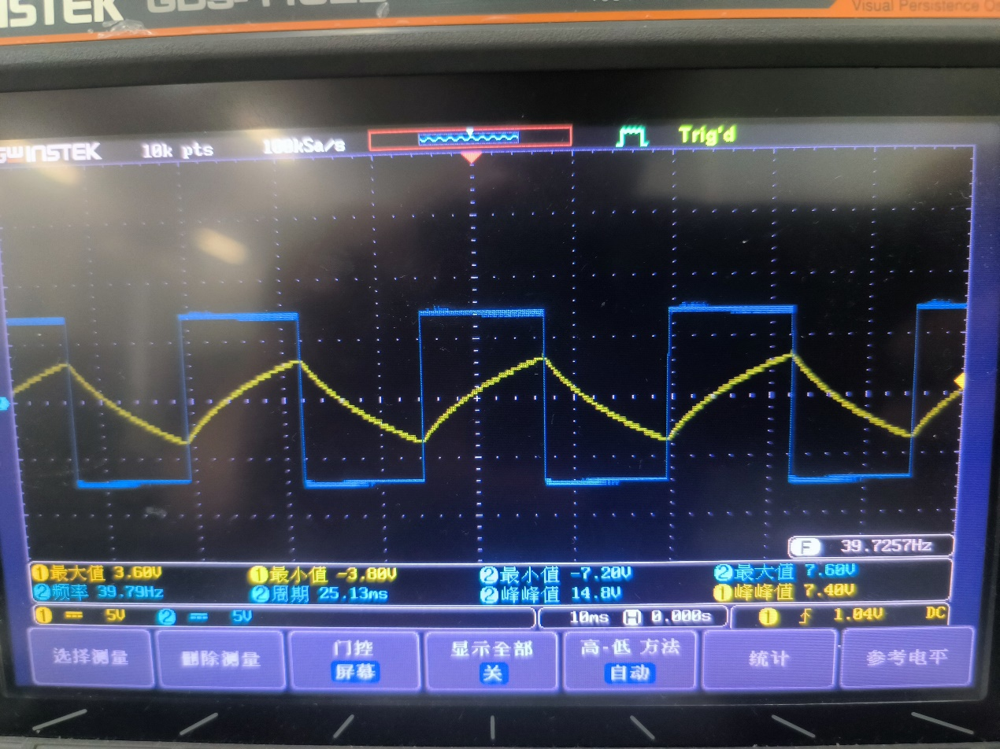 INSTEK
Visual Persistence
GWINSTEK 10k pts 100kSa/s Trig'd
F 39.7257Hz
1 最大值 3.60V 1 最小值 -3.80V 2 最小值 -7.20V 2 最大值 7.60V
2 频率 39.79Hz 2 周期 25.13ms 2 峰峰值 14.8V 1 峰峰值 7.40V
1 5V 2 5V 10ms H 0.000s 1 1.04V DC
选择测量 删除测量 门控 屏幕 显示全部 关 高-低 方法 自动 统计 参考电平